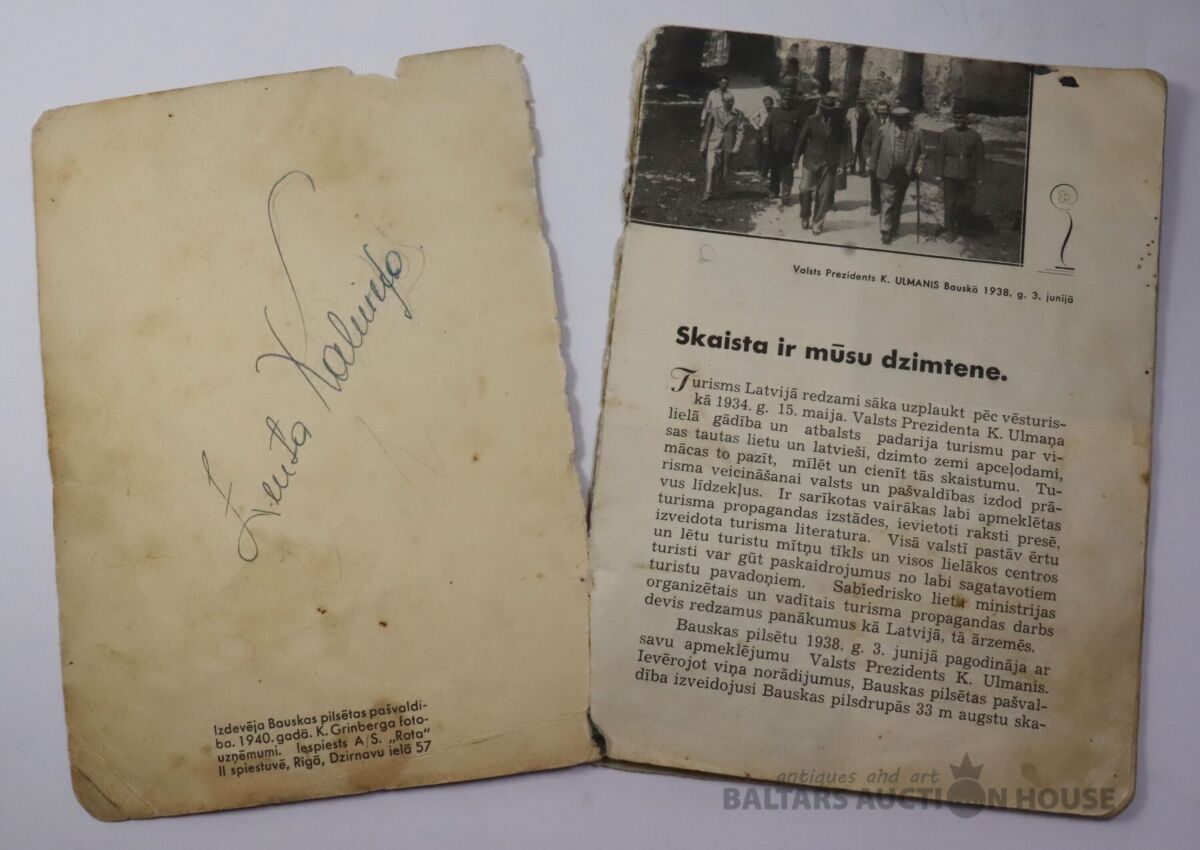 Zenta Kalniņa
Izdevēja Bauskas pilsētas pašvaldī-
ba. 1940. gadā. K. Grinberga foto-
uzņēmumi. Iespiests A/S. „Rota"
II spiestuvē, Rīgā, Dzirnavu ielā 57
Valsts Prezidents K. ULMANIS Bauskā 1938. g. 3. junijā
Skaista ir mūsu dzimtene.
Turisms Latvijā redzami sāka uzplaukt pēc vēsturis-
kā 1934. g. 15. maija. Valsts Prezidenta K. Ulmaņa
lielā gādība un atbalsts padarija turismu par vi-
sas tautas lietu un latvieši, dzimto zemi apceļodami,
mācas to pazīt, mīlēt un cienīt tās skaistumu. Tu-
risma veicināšanai valsts un pašvaldības izdod prā-
vus līdzekļus. Ir sarīkotas vairākas labi apmeklētas
turisma propagandas izstādes, ievietoti raksti presē,
izveidota turisma literatura. Visā valstī pastāv ērtu
un lētu turistu mītņu tīkls un visos lielākos centros
turisti var gūt paskaidrojumus no labi sagatavotiem
turistu pavadoņiem. Sabiedrisko lietu ministrijas
organizētais un vadītais turisma propagandas darbs
devis redzamus panākumus kā Latvijā, tā ārzemēs.
Bauskas pilsētu 1938. g. 3. junijā pagodināja ar
savu apmeklējumu Valsts Prezidents K. Ulmanis.
Ievērojot viņa norādijumus, Bauskas pilsētas pašval-
dība izveidojusi Bauskas pilsdrupās 33 m augstu ska-
antiques ahd art
BALTARS AUCTION HOUSE